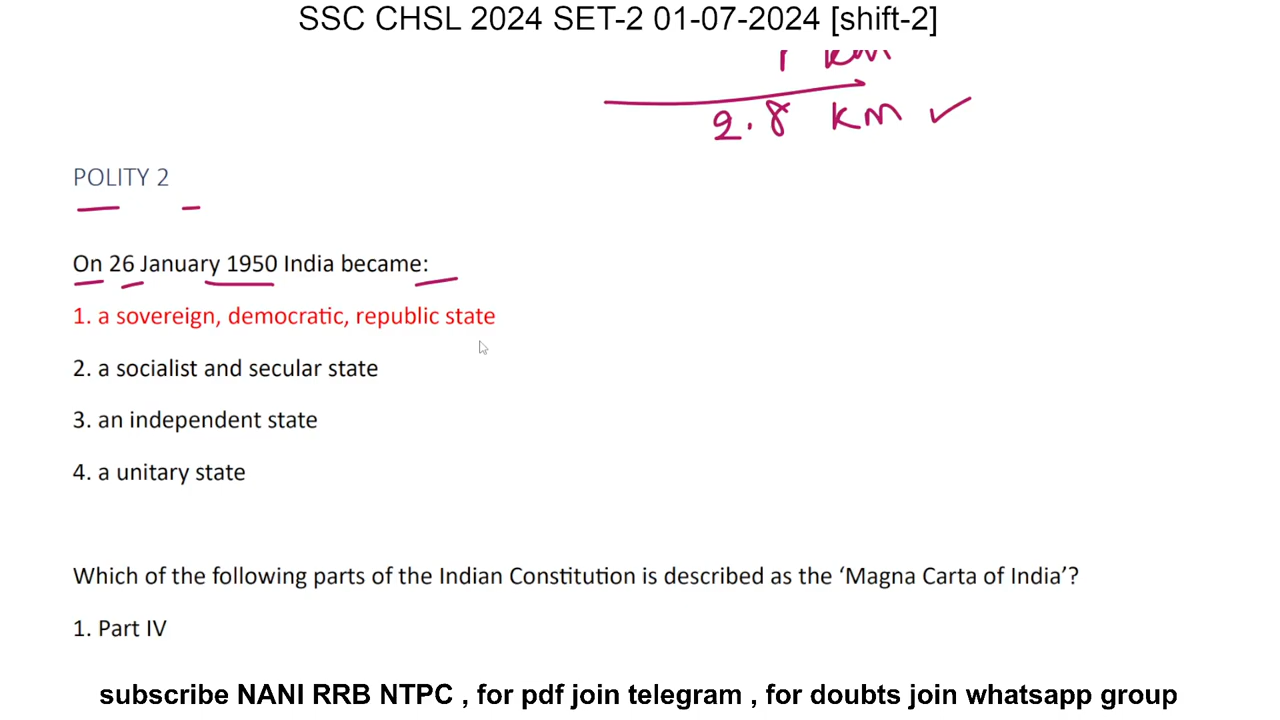 SSC CHSL 2024 SET-2 01-07-2024 [shift-2]
1 km
2.8 km
POLITY 2
On 26 January 1950 India became:
1. a sovereign, democratic, republic state
2. a socialist and secular state
3. an independent state
4. a unitary state
Which of the following parts of the Indian Constitution is described as the ‘Magna Carta of India’?
1. Part IV
subscribe NANI RRB NTPC , for pdf join telegram , for doubts join whatsapp group